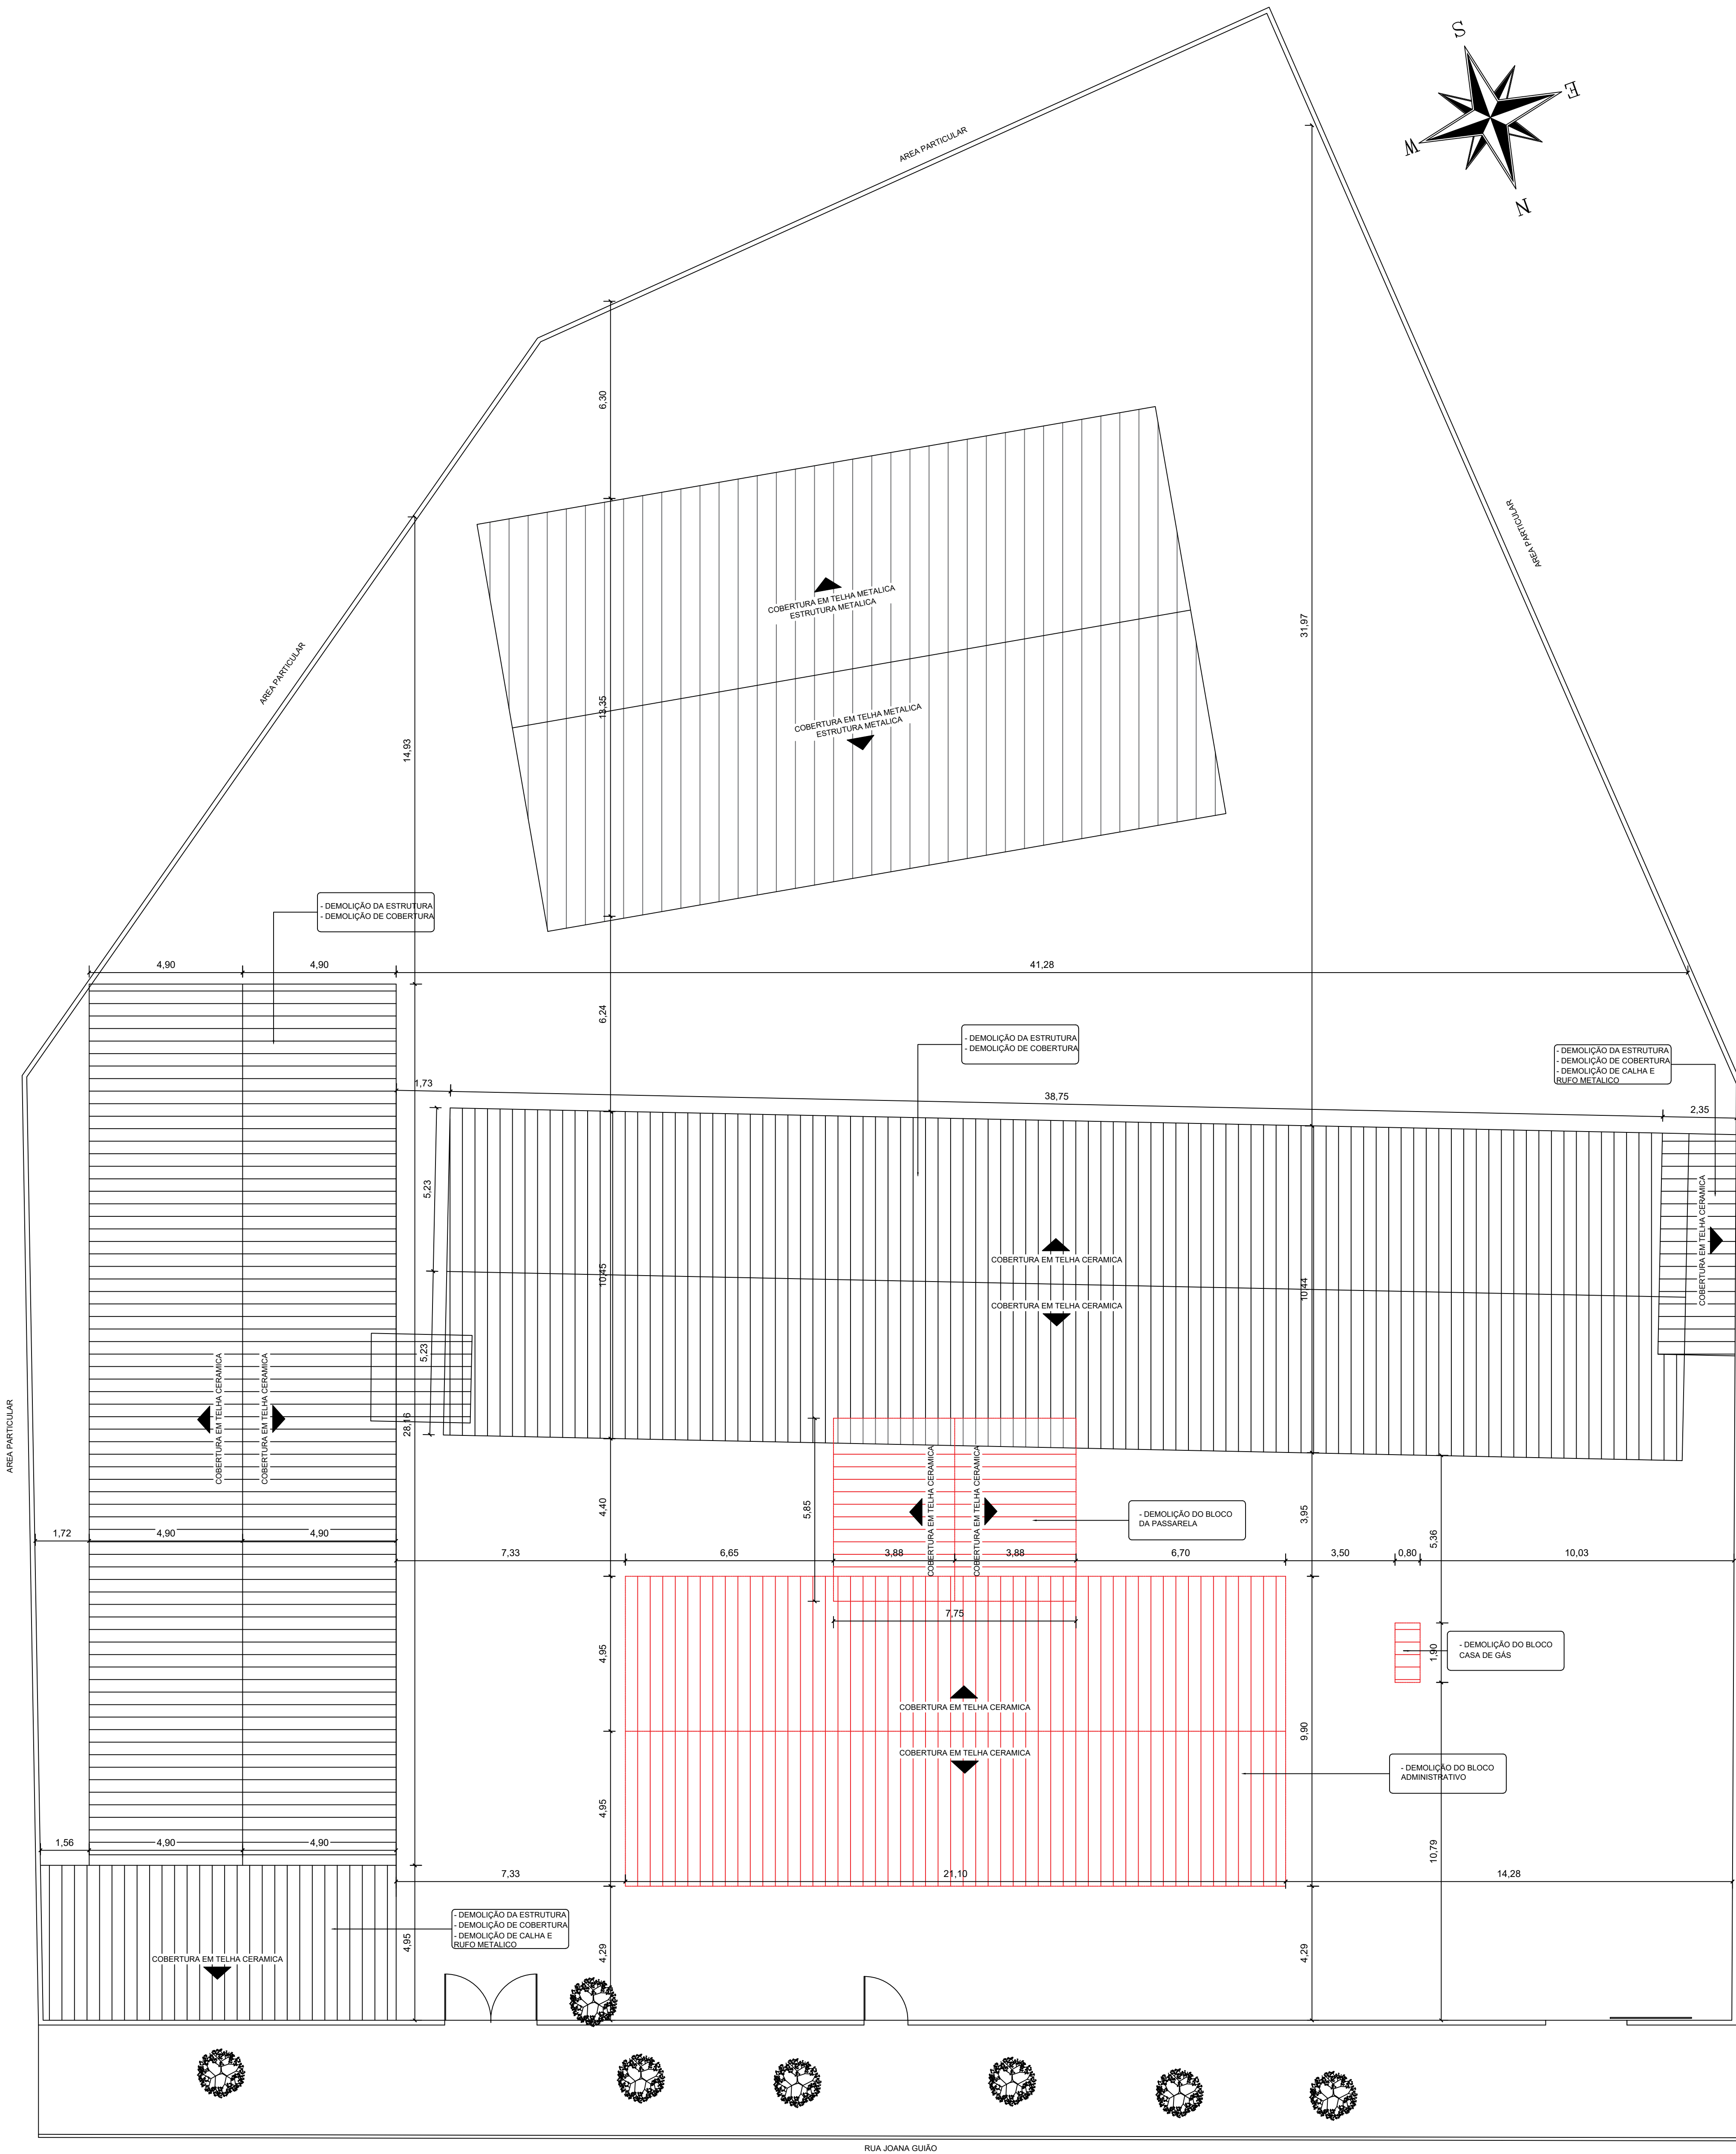 S
E
W
N
AREA PARTICULAR
AREA PARTICULAR
AREA PARTICULAR
AREA PARTICULAR
6,30
31,97
COBERTURA EM TELHA METALICA
ESTRUTURA METALICA
13,35
COBERTURA EM TELHA METALICA
ESTRUTURA METALICA
14,93
- DEMOLIÇÃO DA ESTRUTURA
- DEMOLIÇÃO DE COBERTURA
4,90
4,90
41,28
6,24
- DEMOLIÇÃO DA ESTRUTURA
- DEMOLIÇÃO DE COBERTURA
- DEMOLIÇÃO DA ESTRUTURA
- DEMOLIÇÃO DE COBERTURA
- DEMOLIÇÃO DE CALHA E
RUFO METALICO
1,73
38,75
2,35
5,23
COBERTURA EM TELHA CERAMICA
COBERTURA EM TELHA CERAMICA
10,45
10,44
COBERTURA EM TELHA CERAMICA
5,23
COBERTURA EM TELHA CERAMICA
COBERTURA EM TELHA CERAMICA
28,16
4,40
5,85
COBERTURA EM TELHA CERAMICA
COBERTURA EM TELHA CERAMICA
- DEMOLIÇÃO DO BLOCO
DA PASSARELA
3,95
5,36
1,72
4,90
4,90
7,33
6,65
3,88
3,88
6,70
3,50
0,80
10,03
7,75
4,95
1,90
- DEMOLIÇÃO DO BLOCO
CASA DE GÁS
COBERTURA EM TELHA CERAMICA
9,90
COBERTURA EM TELHA CERAMICA
- DEMOLIÇÃO DO BLOCO
ADMINISTRATIVO
4,95
10,79
1,56
4,90
4,90
7,33
21,10
14,28
- DEMOLIÇÃO DA ESTRUTURA
- DEMOLIÇÃO DE COBERTURA
- DEMOLIÇÃO DE CALHA E
RUFO METALICO
4,95
4,29
4,29
COBERTURA EM TELHA CERAMICA
RUA JOANA GUIÃO